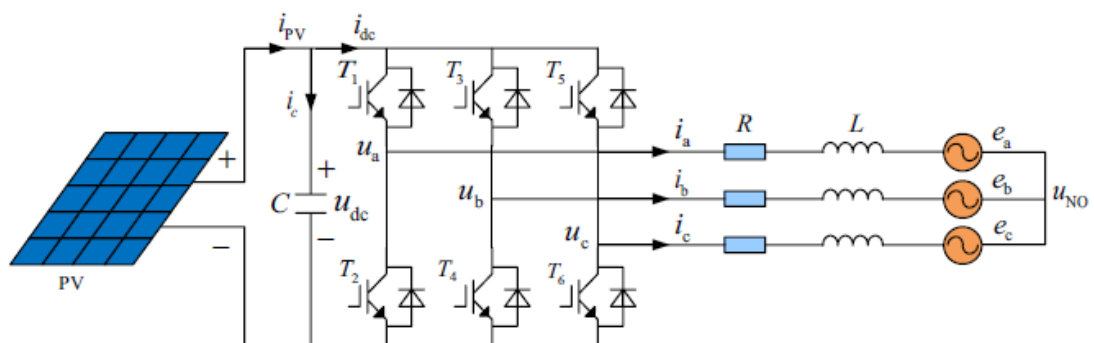 i_PV i_dc
T_1 T_3 T_5
i_c
+ +
u_a i_a R L e_a
C u_dc u_b i_b e_b u_NO
− −
u_c i_c e_c
PV T_2 T_4 T_6